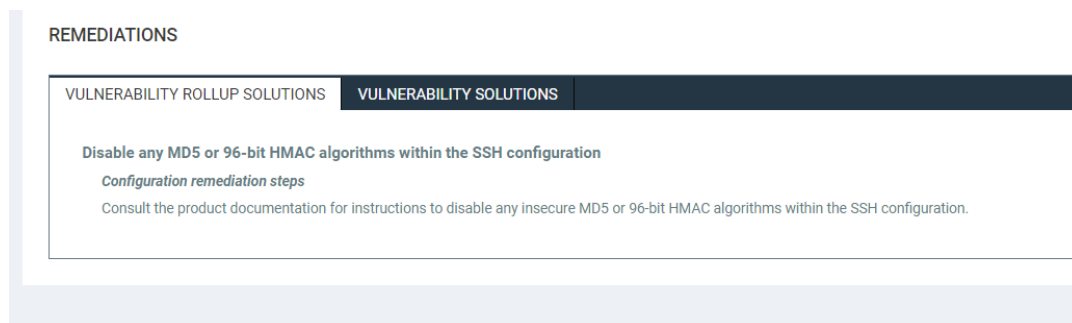 REMEDIATIONS
VULNERABILITY ROLLUP SOLUTIONS
VULNERABILITY SOLUTIONS
Disable any MD5 or 96-bit HMAC algorithms within the SSH configuration
Configuration remediation steps
Consult the product documentation for instructions to disable any insecure MD5 or 96-bit HMAC algorithms within the SSH configuration.